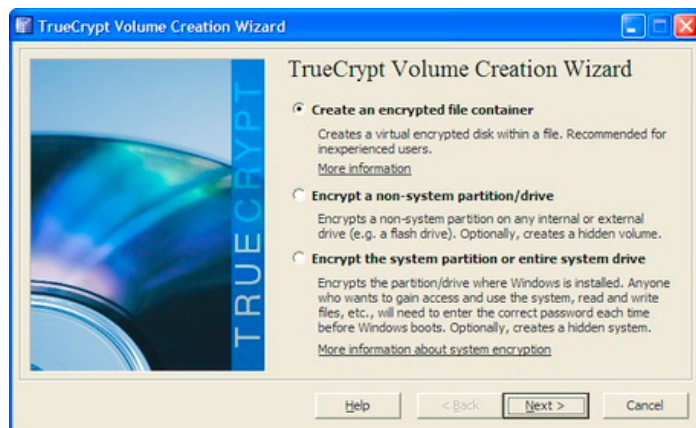 TrueCrypt Volume Creation Wizard
TRUECRYPT
TrueCrypt Volume Creation Wizard
Create an encrypted file container
Creates a virtual encrypted disk within a file. Recommended for
inexperienced users.
More information
Encrypt a non-system partition/drive
Encrypts a non-system partition on any internal or external
drive (e.g. a flash drive). Optionally, creates a hidden volume.
Encrypt the system partition or entire system drive
Encrypts the partition/drive where Windows is installed. Anyone
who wants to gain access and use the system, read and write
files, etc., will need to enter the correct password each time
before Windows boots. Optionally, creates a hidden system.
More information about system encryption
Help
< Back
Next >
Cancel